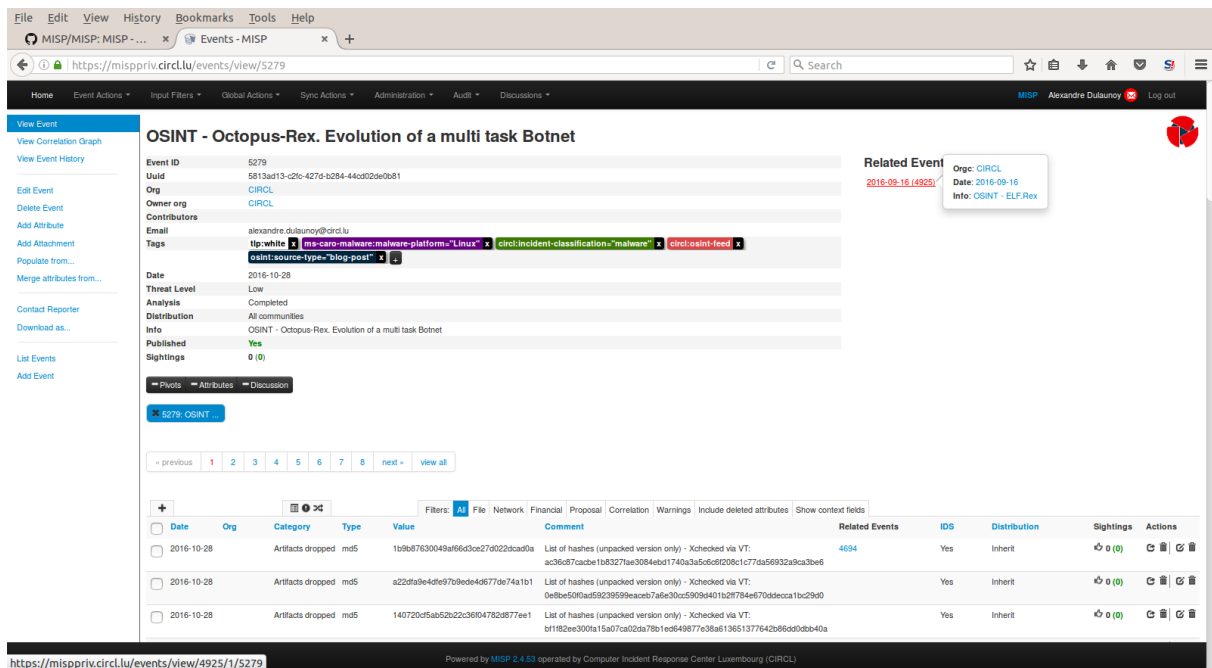 File Edit View History Bookmarks Tools Help
MISP/MISP: MISP - ... × Events - MISP × +
https://misppriv.circl.lu/events/view/5279 Search
Home Event Actions Input Filters Global Actions Sync Actions Administration Audit Discussions MISP Alexandre Dulaunoy Log out
View Event
View Correlation Graph
View Event History
Edit Event
Delete Event
Add Attribute
Add Attachment
Populate from...
Merge attributes from...
Contact Reporter
Download as...
List Events
Add Event
OSINT - Octopus-Rex. Evolution of a multi task Botnet
Event ID 5279
Uuid 5813ad13-c2fc-427d-b284-44cd02de0b81
Org CIRCL
Owner org CIRCL
Contributors
Email alexandre.dulaunoy@circl.lu
Tags tlp:white x ms-caro-malware:malware-platform="Linux" x circl:incident-classification="malware" x circl:osint-feed x
osint:source-type="blog-post" x +
Date 2016-10-28
Threat Level Low
Analysis Completed
Distribution All communities
Info OSINT - Octopus-Rex. Evolution of a multi task Botnet
Published Yes
Sightings 0 (0)
Related Event
2016-09-16 (4925)
Orgc: CIRCL
Date: 2016-09-16
Info: OSINT - ELF.Rex
Pivots Attributes Discussion
× 5279: OSINT ...
« previous 1 2 3 4 5 6 7 8 next » view all
+ Filters: All File Network Financial Proposal Correlation Warnings Include deleted attributes Show context fields
Date Org Category Type Value Comment Related Events IDS Distribution Sightings Actions
2016-10-28 Artifacts dropped md5 1b9b87630049af66d3ce27d022dcad0a List of hashes (unpacked version only) - Xchecked via VT: 4694 Yes Inherit 0 (0)
ac36c87cacbe1b8327fae3084ebd1740a3a5c6c6f208c1c77da56932a9ca3be6
2016-10-28 Artifacts dropped md5 a22dfa9e4dfe97b9ede4d677de74a1b1 List of hashes (unpacked version only) - Xchecked via VT: Yes Inherit 0 (0)
0e8be50f0ad59239599eaceb7a6e30cc5909d401b2ff784e670ddecca1bc29d0
2016-10-28 Artifacts dropped md5 140720cf5ab52b22c36f04782d877ee1 List of hashes (unpacked version only) - Xchecked via VT: Yes Inherit 0 (0)
bf1f82ee300fa15a07ca02da78b1ed649877e38a613651377642b86dd0dbb40a
https://misppriv.circl.lu/events/view/4925/1/5279
Powered by MISP 2.4.53 operated by Computer Incident Response Center Luxembourg (CIRCL)